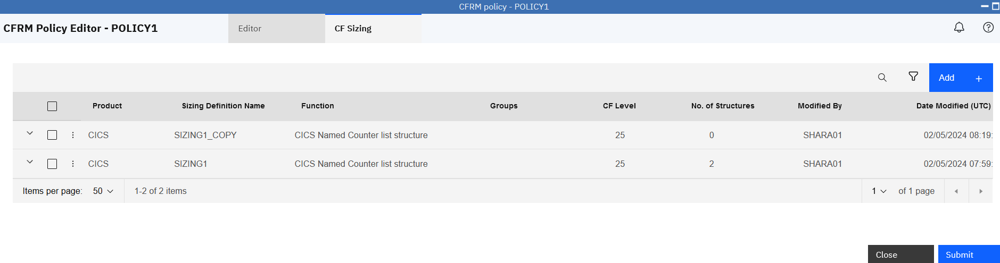 CFRM policy - POLICY1
CFRM Policy Editor - POLICY1 Editor CF Sizing
Add +
Product Sizing Definition Name Function Groups CF Level No. of Structures Modified By Date Modified (UTC)
CICS SIZING1_COPY CICS Named Counter list structure 25 0 SHARA01 02/05/2024 08:19:
CICS SIZING1 CICS Named Counter list structure 25 2 SHARA01 02/05/2024 07:59:
Items per page: 50 1-2 of 2 items 1 of 1 page
Close Submit